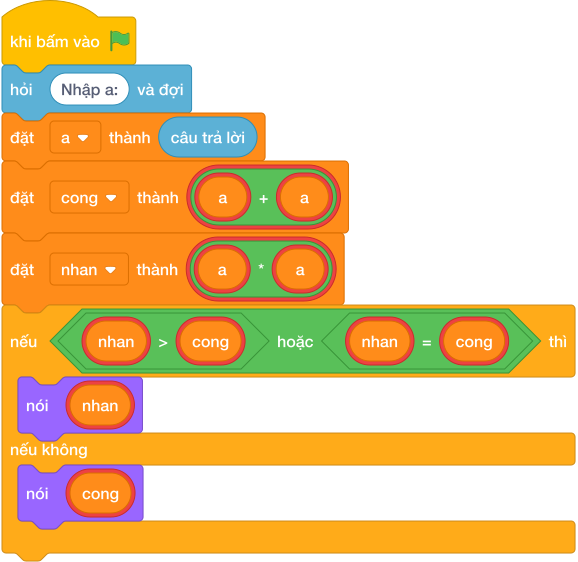 khi bấm vào
hỏi Nhập a: và đợi
đặt a thành câu trả lời
đặt cong thành a + a
đặt nhan thành a * a
nếu nhan > cong hoặc nhan = cong thì
nói nhan
nếu không
nói cong